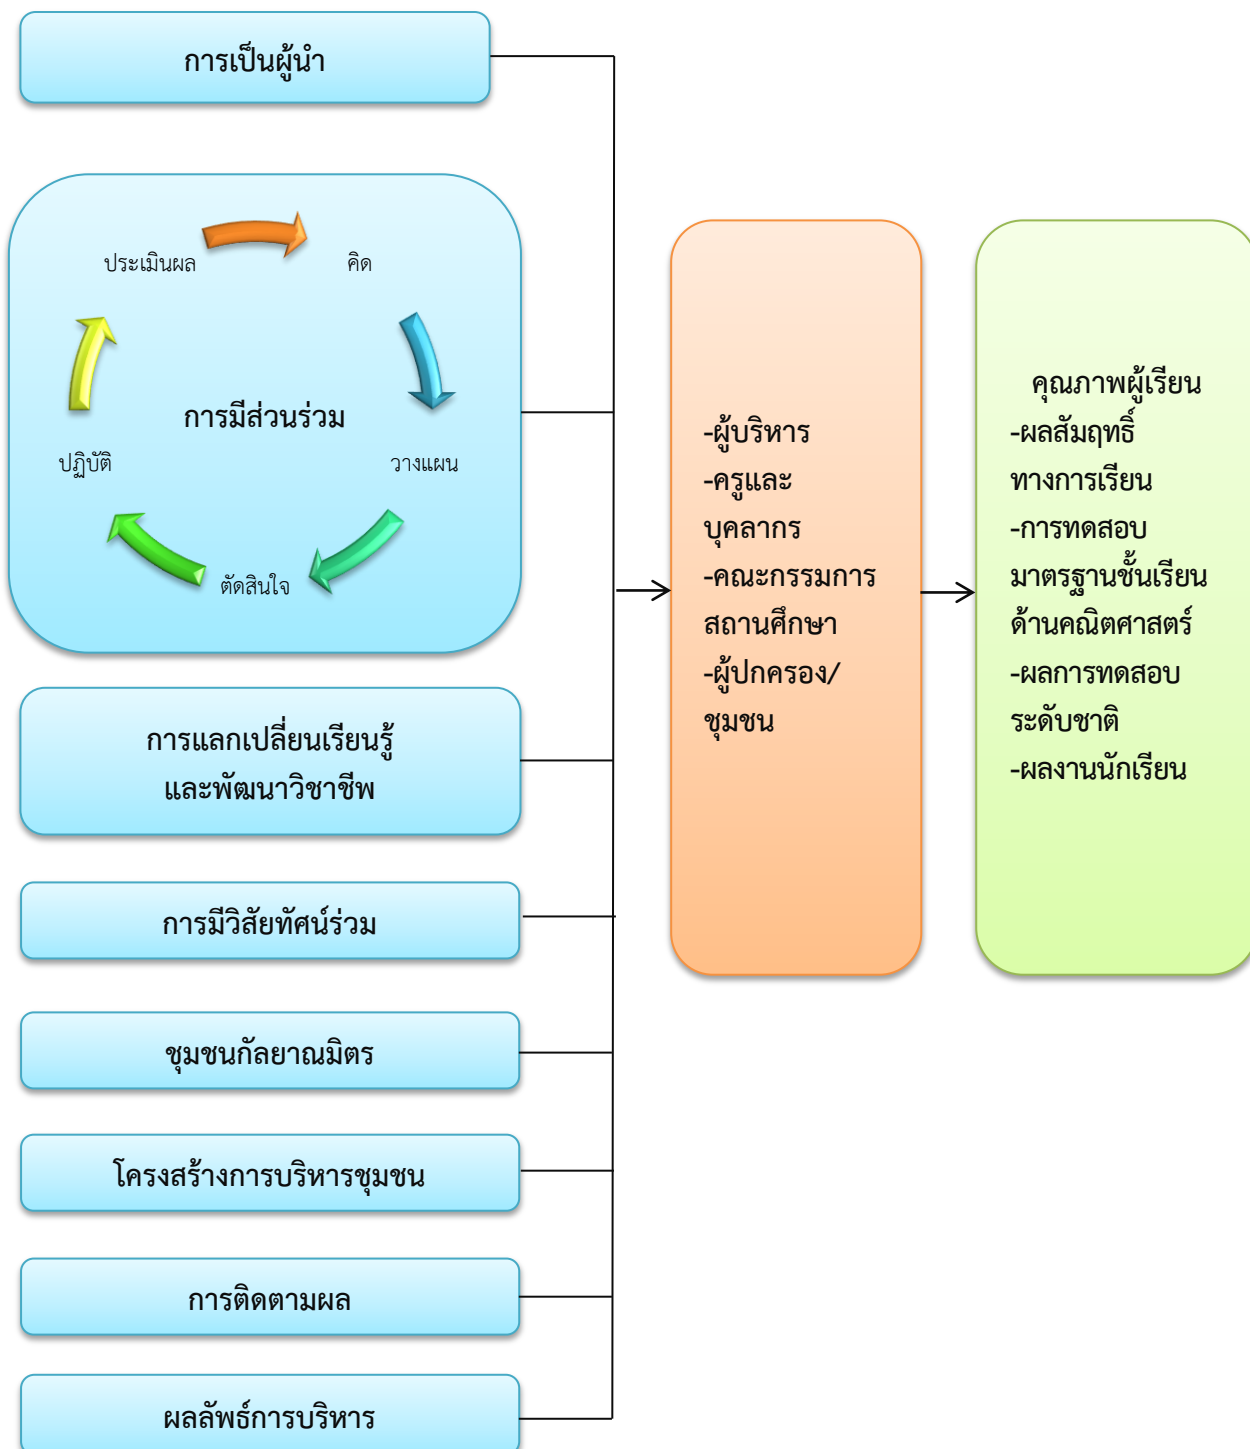 การเป็นผู้นำ
ประเมินผล
คิด
การมีส่วนร่วม
ปฏิบัติ
วางแผน
ตัดสินใจ
การแลกเปลี่ยนเรียนรู้
และพัฒนาวิชาชีพ
การมีวิสัยทัศน์ร่วม
ชุมชนกัลยาณมิตร
โครงสร้างการบริหารชุมชน
การติดตามผล
ผลลัพธ์การบริหาร
-ผู้บริหาร
-ครูและ
บุคลากร
-คณะกรรมการ
สถานศึกษา
-ผู้ปกครอง/
ชุมชน
คุณภาพผู้เรียน
-ผลสัมฤทธิ์
ทางการเรียน
-การทดสอบ
มาตรฐานชั้นเรียน
ด้านคณิตศาสตร์
-ผลการทดสอบ
ระดับชาติ
-ผลงานนักเรียน